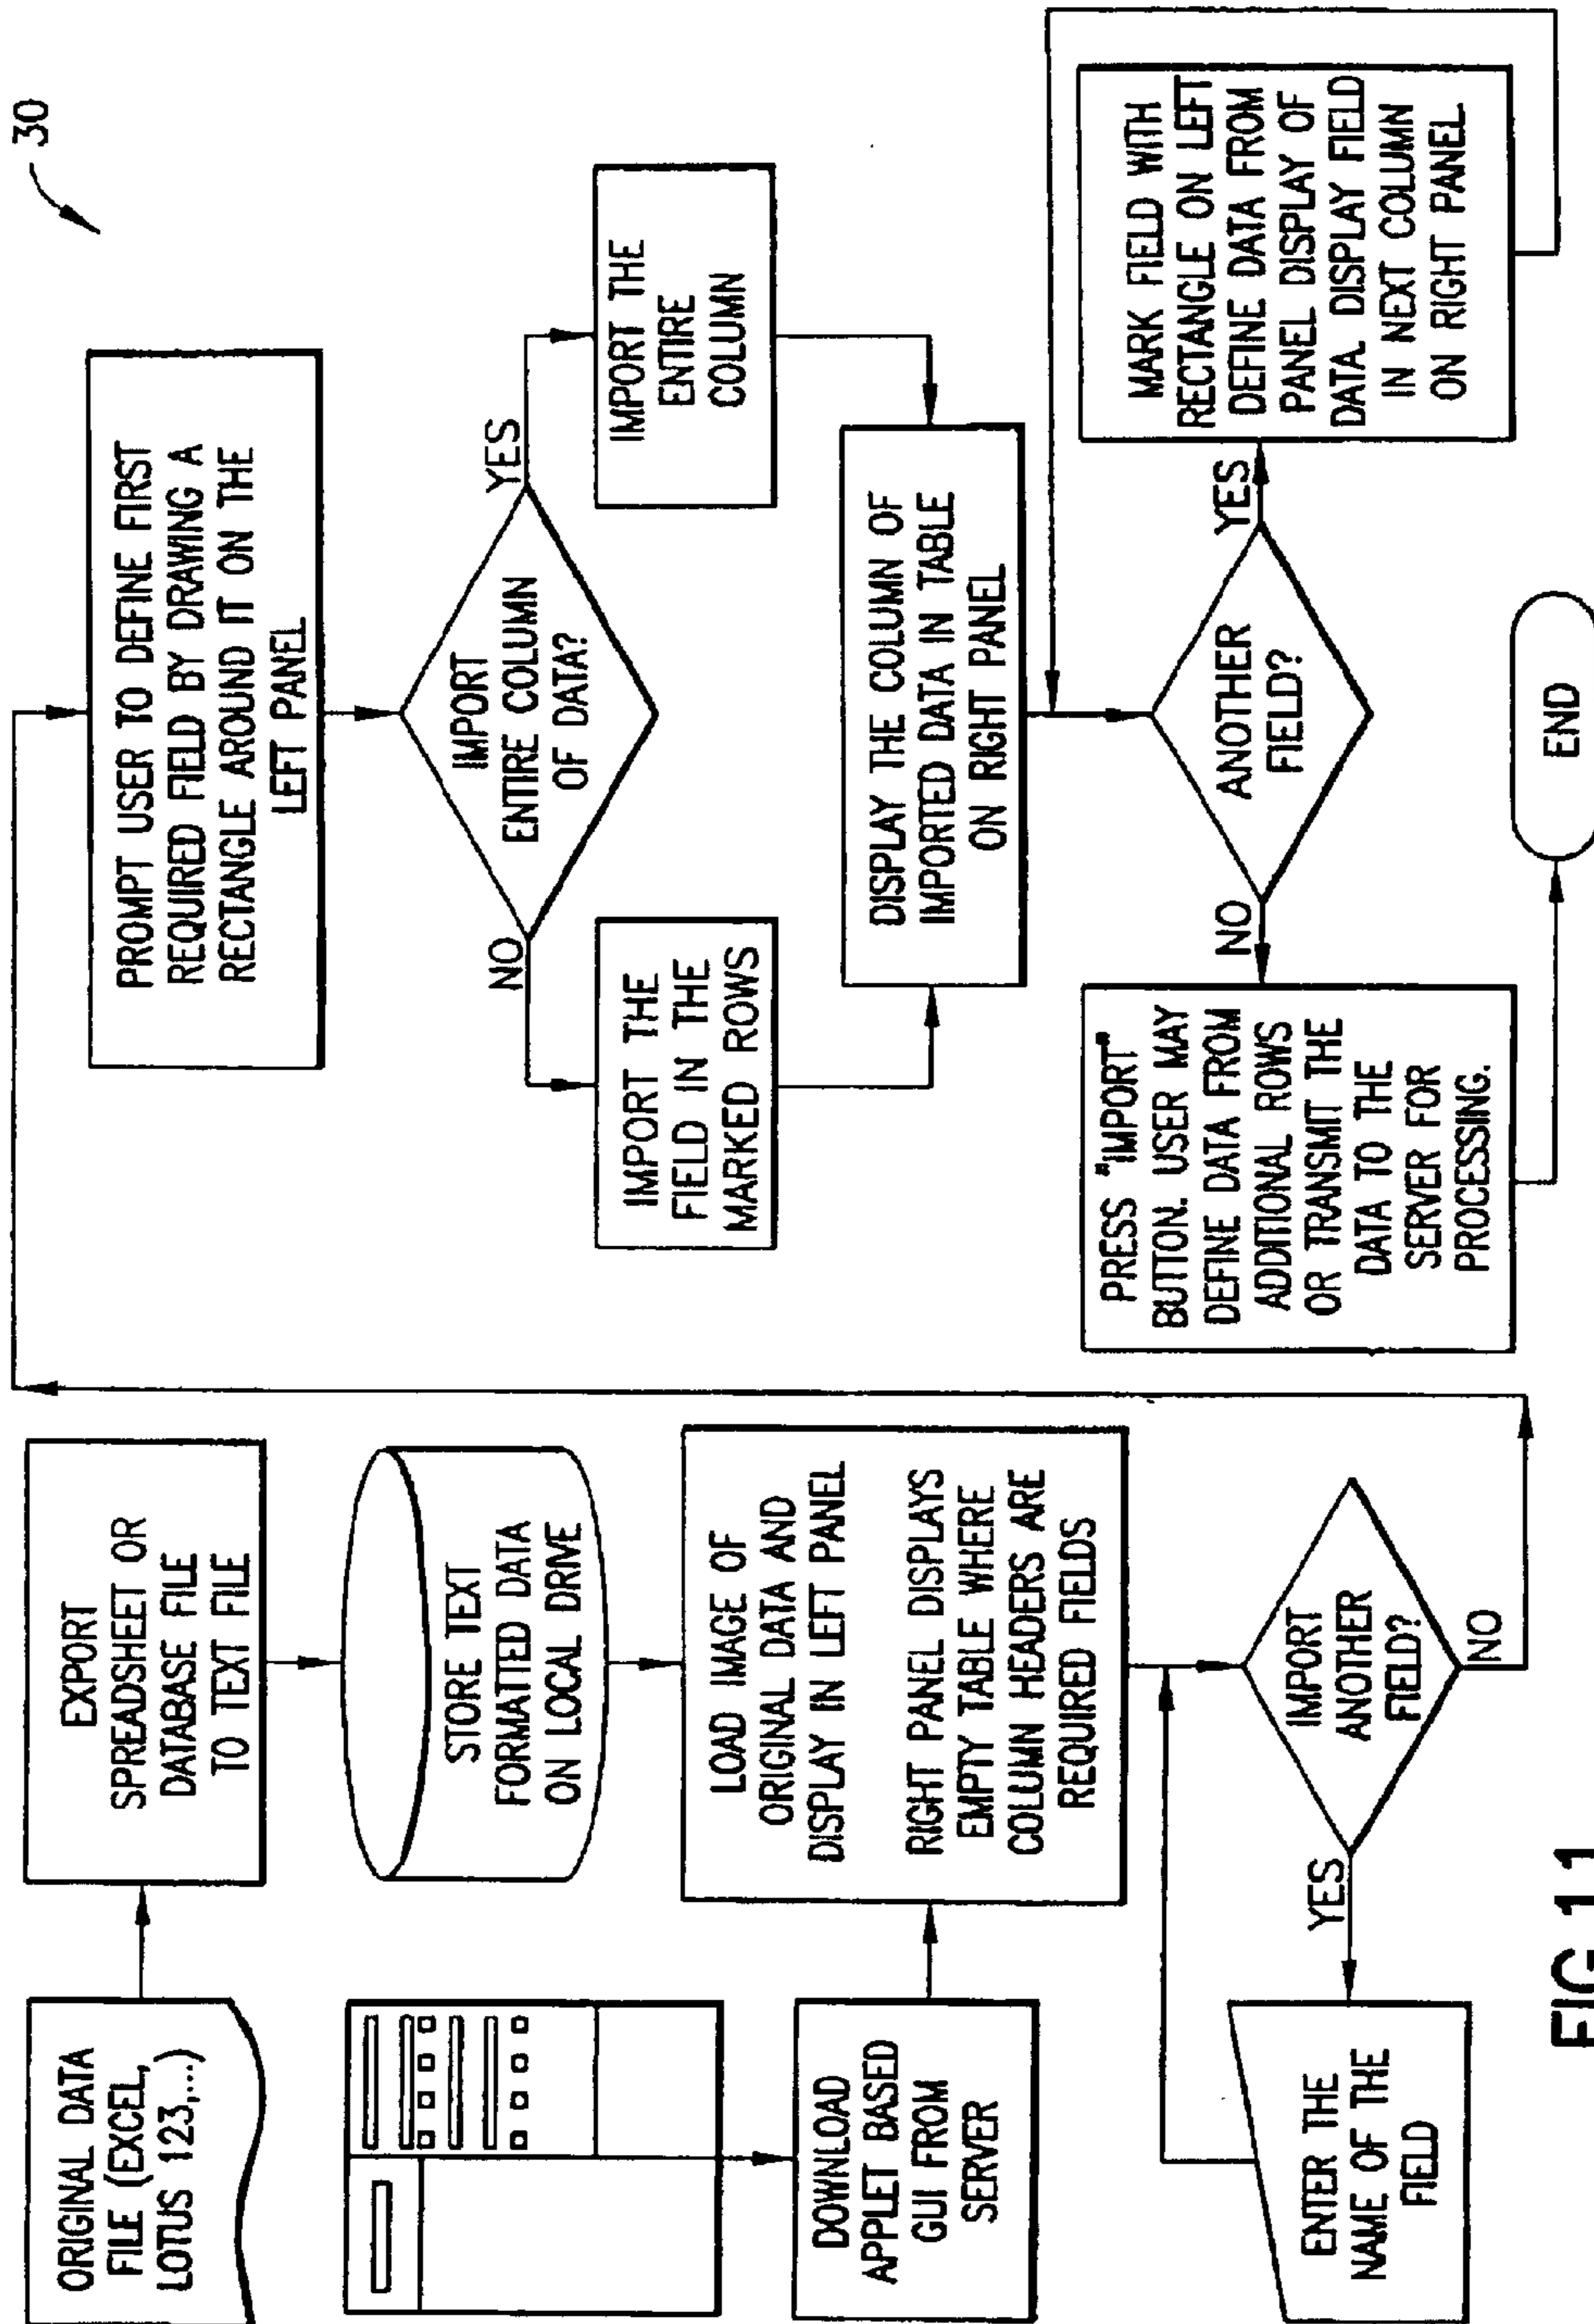 30
ORIGINAL DATA
FILE (EXCEL,
LOTUS 123,...)
EXPORT
SPREADSHEET OR
DATABASE FILE
TO TEXT FILE
STORE TEXT
FORMATTED DATA
ON LOCAL DRIVE
DOWNLOAD
APPLET BASED
GUI FROM
SERVER
LOAD IMAGE OF
ORIGINAL DATA AND
DISPLAY IN LEFT PANEL
RIGHT PANEL DISPLAYS
EMPTY TABLE WHERE
COLUMN HEADERS ARE
REQUIRED FIELDS
IMPORT
ANOTHER
FIELD?
YES
NO
ENTER THE
NAME OF THE
FIELD
PROMPT USER TO DEFINE FIRST
REQUIRED FIELD BY DRAWING A
RECTANGLE AROUND IT ON THE
LEFT PANEL
IMPORT
ENTIRE COLUMN
OF DATA?
NO
YES
IMPORT THE
FIELD IN THE
MARKED ROWS
IMPORT THE
ENTIRE
COLUMN
DISPLAY THE COLUMN OF
IMPORTED DATA IN TABLE
ON RIGHT PANEL
ANOTHER
FIELD?
NO
YES
PRESS "IMPORT"
BUTTON. USER MAY
DEFINE DATA FROM
ADDITIONAL ROWS
OR TRANSMIT THE
DATA TO THE
SERVER FOR
PROCESSING.
MARK FIELD WITH
RECTANGLE ON LEFT
DEFINE DATA FROM
PANEL DISPLAY OF
DATA. DISPLAY FIELD
IN NEXT COLUMN
ON RIGHT PANEL
END
FIG.11